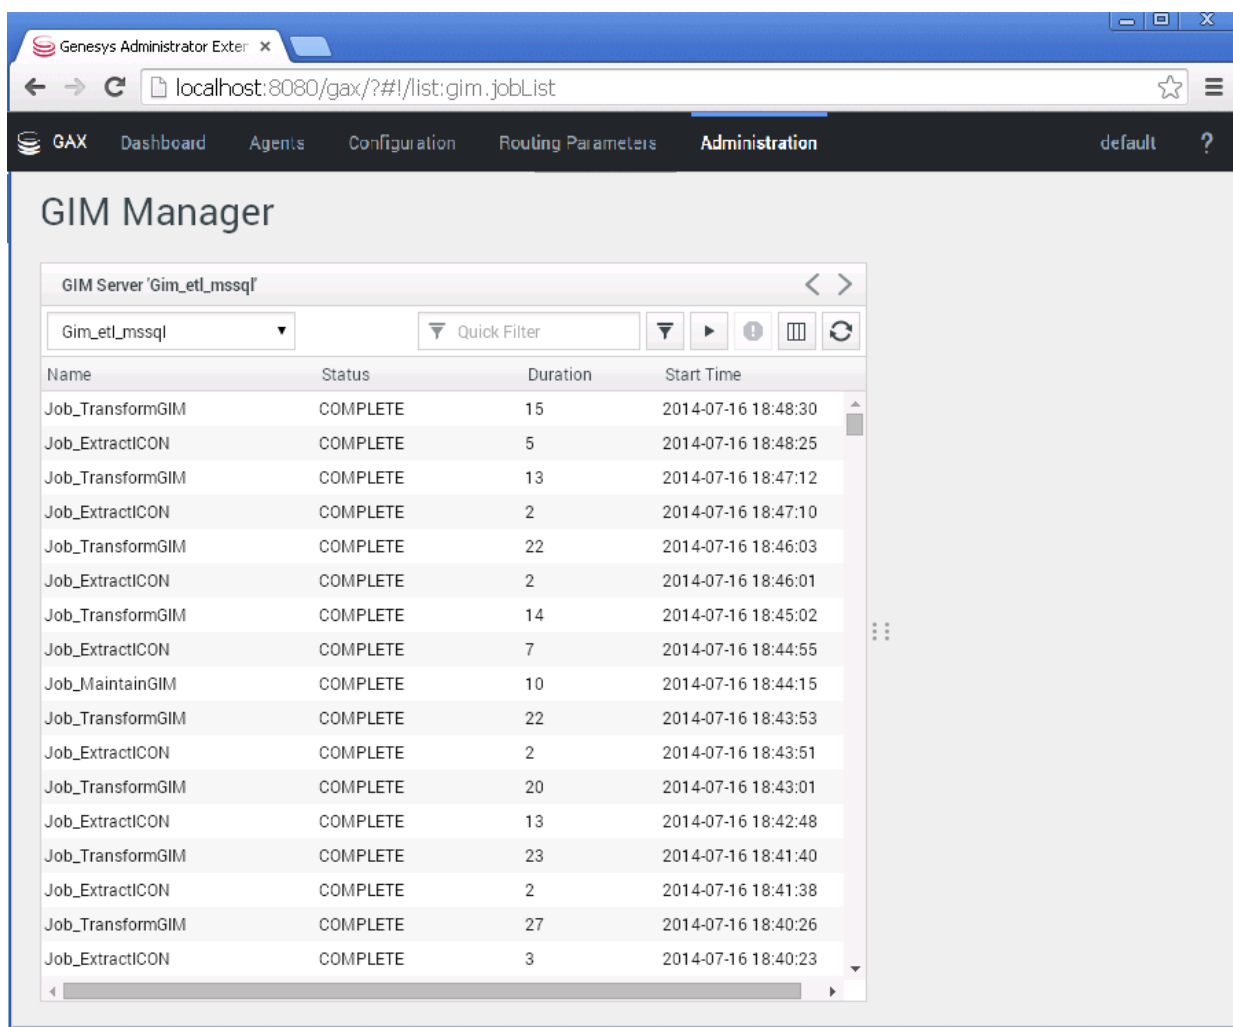 Genesys Administrator Exter
localhost:8080/gax/?#!/list:gim.jobList
GAX Dashboard Agents Configuration Routing Parameters Administration default ?
GIM Manager
GIM Server 'Gim_etl_mssql'
Gim_etl_mssql Quick Filter
Name Status Duration Start Time
Job_TransformGIM COMPLETE 15 2014-07-16 18:48:30
Job_ExtractICON COMPLETE 5 2014-07-16 18:48:25
Job_TransformGIM COMPLETE 13 2014-07-16 18:47:12
Job_ExtractICON COMPLETE 2 2014-07-16 18:47:10
Job_TransformGIM COMPLETE 22 2014-07-16 18:46:03
Job_ExtractICON COMPLETE 2 2014-07-16 18:46:01
Job_TransformGIM COMPLETE 14 2014-07-16 18:45:02
Job_ExtractICON COMPLETE 7 2014-07-16 18:44:55
Job_MaintainGIM COMPLETE 10 2014-07-16 18:44:15
Job_TransformGIM COMPLETE 22 2014-07-16 18:43:53
Job_ExtractICON COMPLETE 2 2014-07-16 18:43:51
Job_TransformGIM COMPLETE 20 2014-07-16 18:43:01
Job_ExtractICON COMPLETE 13 2014-07-16 18:42:48
Job_TransformGIM COMPLETE 23 2014-07-16 18:41:40
Job_ExtractICON COMPLETE 2 2014-07-16 18:41:38
Job_TransformGIM COMPLETE 27 2014-07-16 18:40:26
Job_ExtractICON COMPLETE 3 2014-07-16 18:40:23